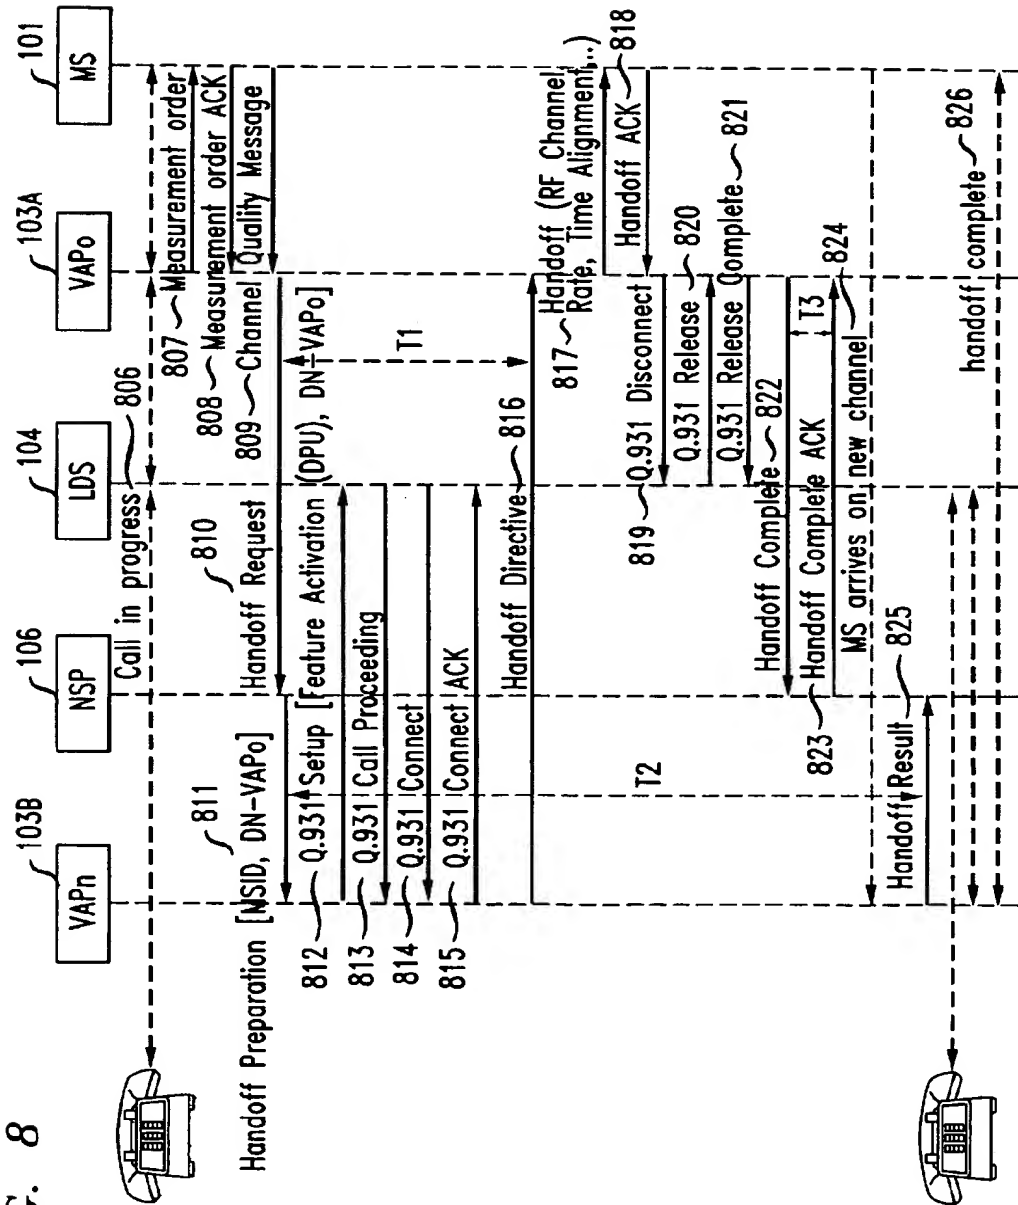 G. 8
103B
VAPn
106
NSP
104
LDS
103A
VAPo
101
MS
Call in progress 806
807 Measurement order
808 Measurement order ACK
809 Channel Quality Message
810
Handoff Request
811
Handoff Preparation [NSID, DN-VAPo]
812 Q.931 Setup [Feature Activation (DPU), DN-VAPo]
813 Q.931 Call Proceeding
814 Q.931 Connect
815 Q.931 Connect ACK
T1
Handoff Directive 816
817 Handoff (RF Channel
Rate, Time Alignment,...)
Handoff ACK 818
819 Q.931 Disconnect
Q.931 Release 820
Q.931 Release Complete 821
T2
Handoff Complete 822
T3
823 Handoff Complete ACK
MS arrives on new channel 824
Handoff Result 825
handoff complete 826